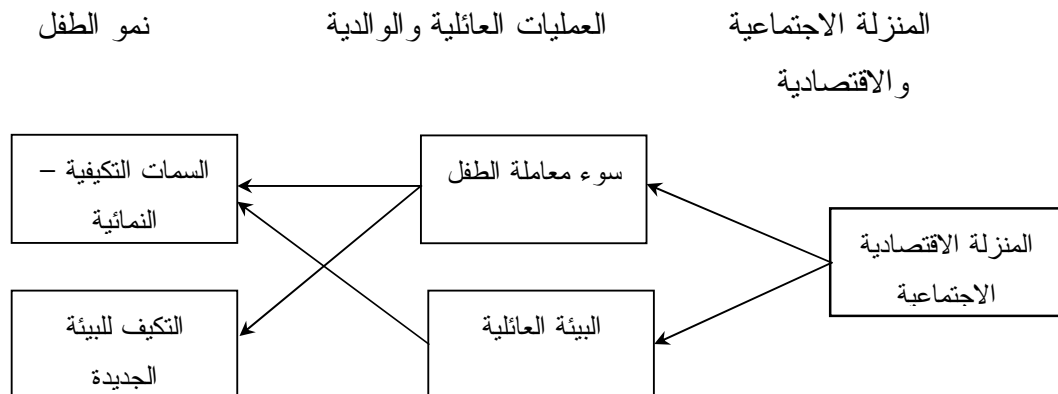 المنزلة الاجتماعية
والاقتصادية
العمليات العائلية والوالدية
نمو الطفل
المنزلة الاقتصادية
الاجتماعية
سوء معاملة الطفل
البيئة العائلية
السمات التكيفية –
النمائية
التكيف للبيئة
الجديدة